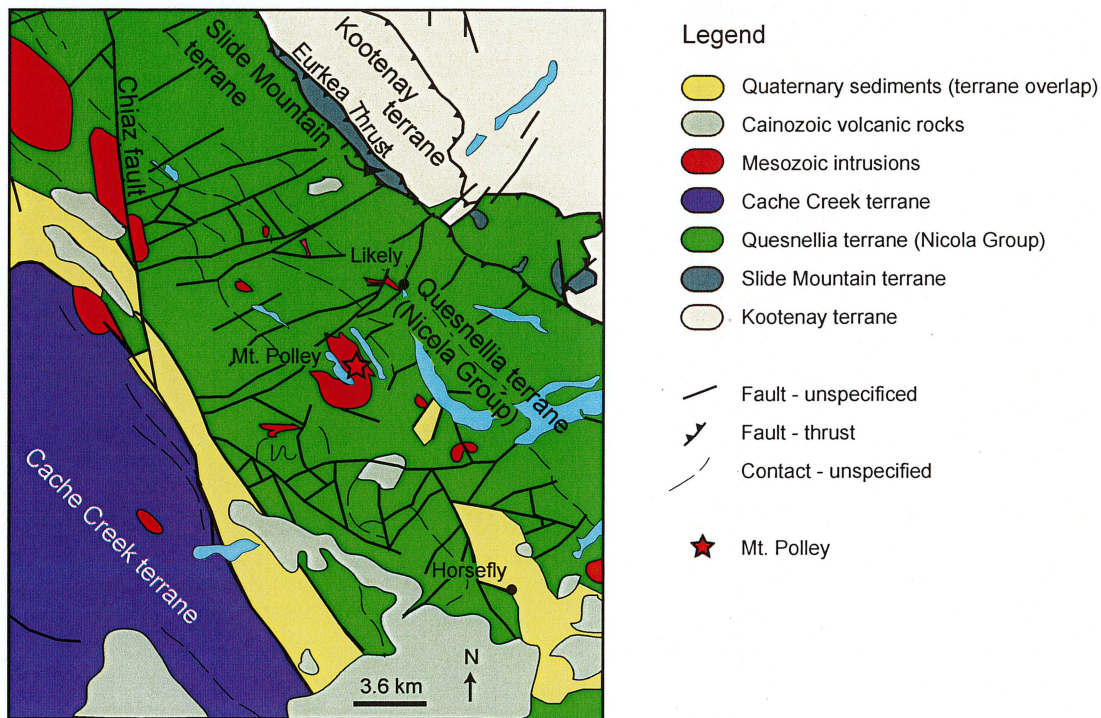 Slide Mountain
terrane
Eurkea Thrust
Kootenay
terrane
Chiaz fault
Likely
Quesnellia terrane
(Nicola Group)
Mt. Polley
Cache Creek terrane
Horsefly
N
3.6 km
Legend
Quaternary sediments (terrane overlap)
Cainozoic volcanic rocks
Mesozoic intrusions
Cache Creek terrane
Quesnellia terrane (Nicola Group)
Slide Mountain terrane
Kootenay terrane
Fault - unspecificed
Fault - thrust
Contact - unspecified
Mt. Polley